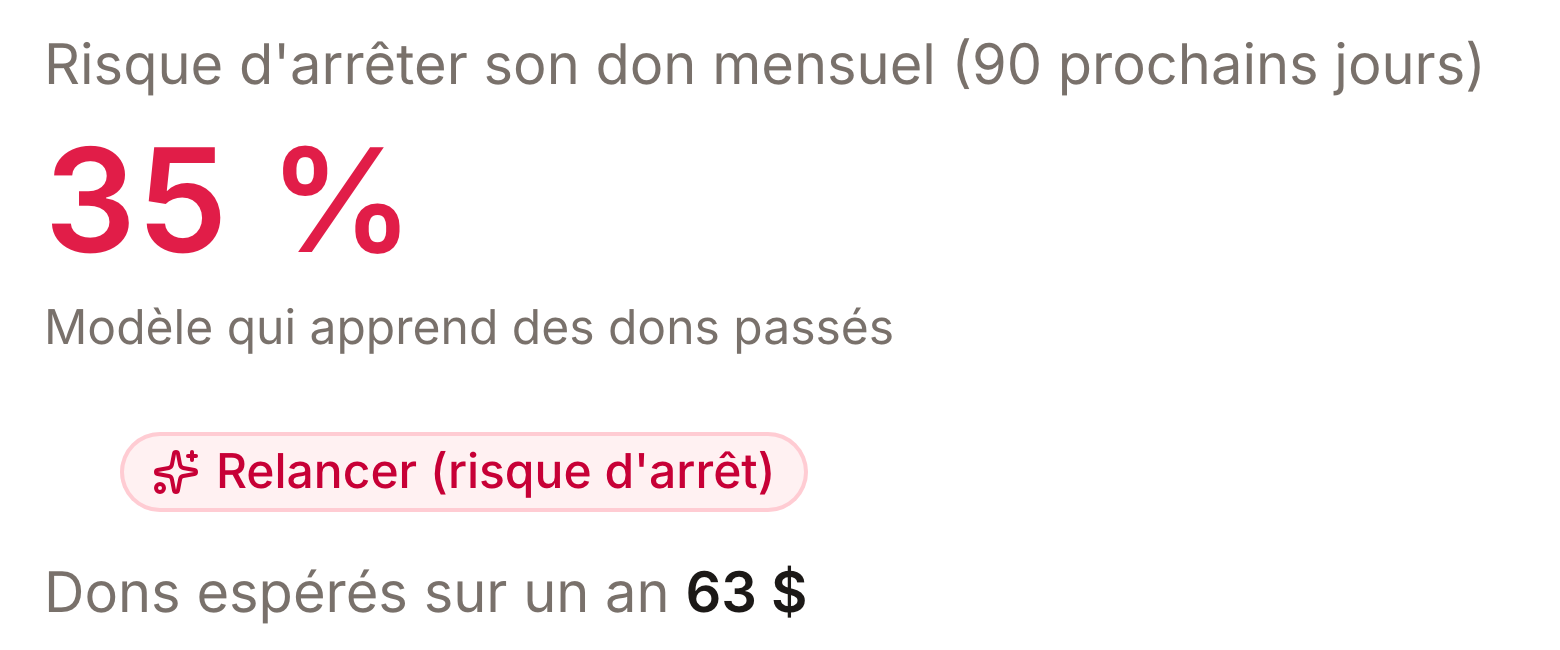 Risque d'arrêter son don mensuel (90 prochains jours)
35 %
Modèle qui apprend des dons passés
Relancer (risque d'arrêt)
Dons espérés sur un an 63 $